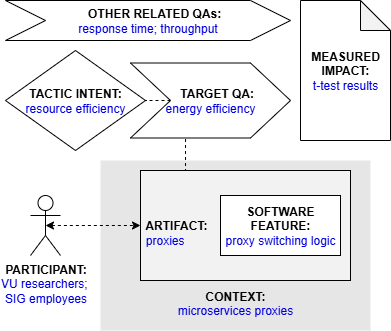 OTHER RELATED QAs:
response time; throughput
MEASURED
IMPACT:
t-test results
TACTIC INTENT:
resource efficiency
TARGET QA:
energy efficiency
ARTIFACT:
proxies
SOFTWARE
FEATURE:
proxy switching logic
PARTICIPANT:
VU researchers;
SIG employees
CONTEXT:
microservices proxies